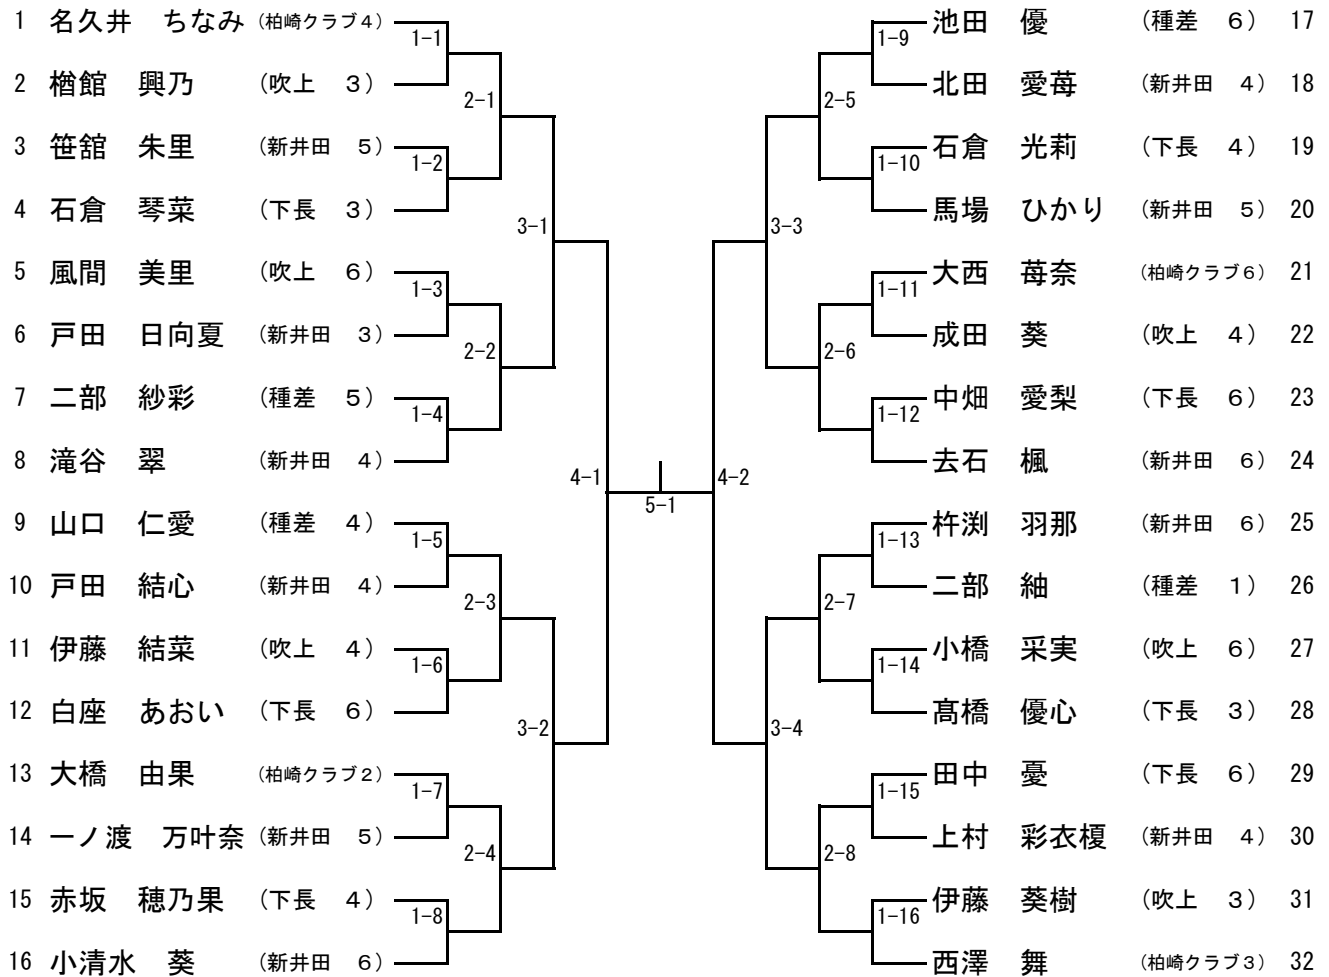 1 名久井 ちなみ (柏崎クラブ4)
1-1
2 楢館 興乃 (吹上 3)
2-1
3 笹舘 朱里 (新井田 5)
1-2
4 石倉 琴菜 (下長 3)
3-1
5 風間 美里 (吹上 6)
1-3
6 戸田 日向夏 (新井田 3)
2-2
7 二部 紗彩 (種差 5)
1-4
8 滝谷 翠 (新井田 4)
4-1
9 山口 仁愛 (種差 4)
1-5
10 戸田 結心 (新井田 4)
2-3
11 伊藤 結菜 (吹上 4)
1-6
12 白座 あおい (下長 6)
3-2
13 大橋 由果 (柏崎クラブ2)
1-7
14 一ノ渡 万叶奈 (新井田 5)
2-4
15 赤坂 穂乃果 (下長 4)
1-8
16 小清水 葵 (新井田 6)
5-1
池田 優 (種差 6) 17
1-9
北田 愛苺 (新井田 4) 18
2-5
石倉 光莉 (下長 4) 19
1-10
馬場 ひかり (新井田 5) 20
3-3
大西 苺奈 (柏崎クラブ6) 21
1-11
成田 葵 (吹上 4) 22
2-6
中畑 愛梨 (下長 6) 23
1-12
去石 楓 (新井田 6) 24
4-2
杵渕 羽那 (新井田 6) 25
1-13
二部 紬 (種差 1) 26
2-7
小橋 采実 (吹上 6) 27
1-14
髙橋 優心 (下長 3) 28
3-4
田中 憂 (下長 6) 29
1-15
上村 彩衣榎 (新井田 4) 30
2-8
伊藤 葵樹 (吹上 3) 31
1-16
西澤 舞 (柏崎クラブ3) 32